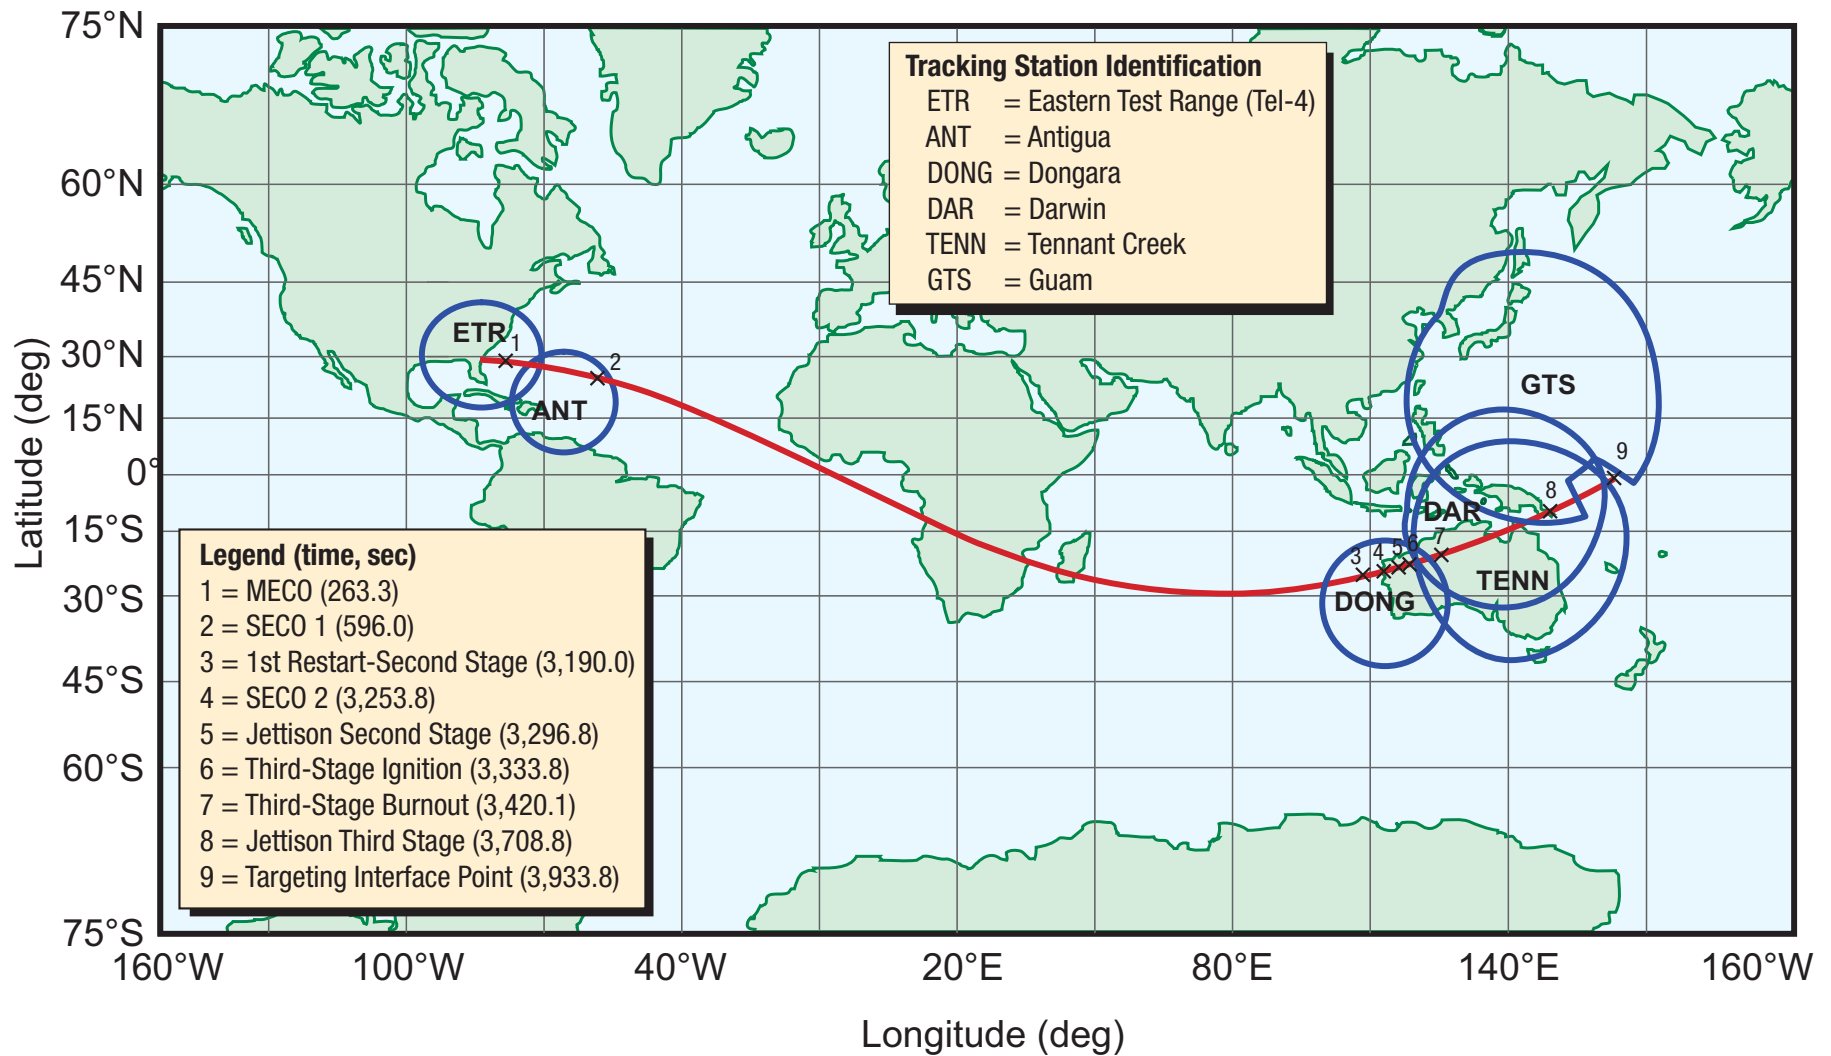 75°N
60°N
45°N
30°N
15°N
0°
15°S
30°S
45°S
60°S
75°S
Latitude (deg)
160°W
100°W
40°W
20°E
80°E
140°E
160°W
Longitude (deg)
Tracking Station Identification
ETR = Eastern Test Range (Tel-4)
ANT = Antigua
DONG = Dongara
DAR = Darwin
TENN = Tennant Creek
GTS = Guam
ETR
1
2
ANT
GTS
9
8
DAR
7
3 4 5 6
TENN
DONG
Legend (time, sec)
1 = MECO (263.3)
2 = SECO 1 (596.0)
3 = 1st Restart-Second Stage (3,190.0)
4 = SECO 2 (3,253.8)
5 = Jettison Second Stage (3,296.8)
6 = Third-Stage Ignition (3,333.8)
7 = Third-Stage Burnout (3,420.1)
8 = Jettison Third Stage (3,708.8)
9 = Targeting Interface Point (3,933.8)